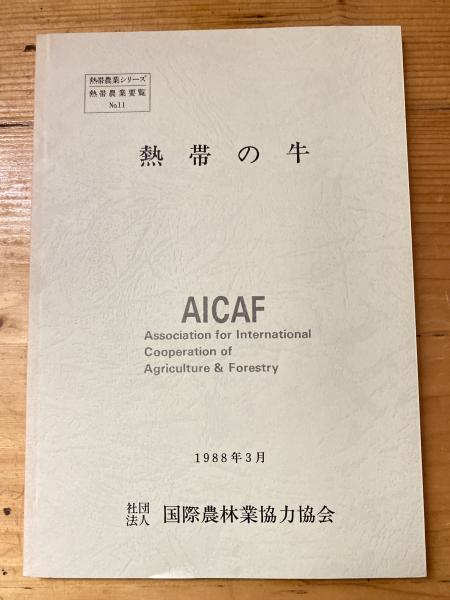 熱帯農業シリーズ
熱帯農業要覧
No.11
熱帯の牛
AICAF
Association for International
Cooperation of
Agriculture & Forestry
1988年3月
社団法人 国際農林業協力協会